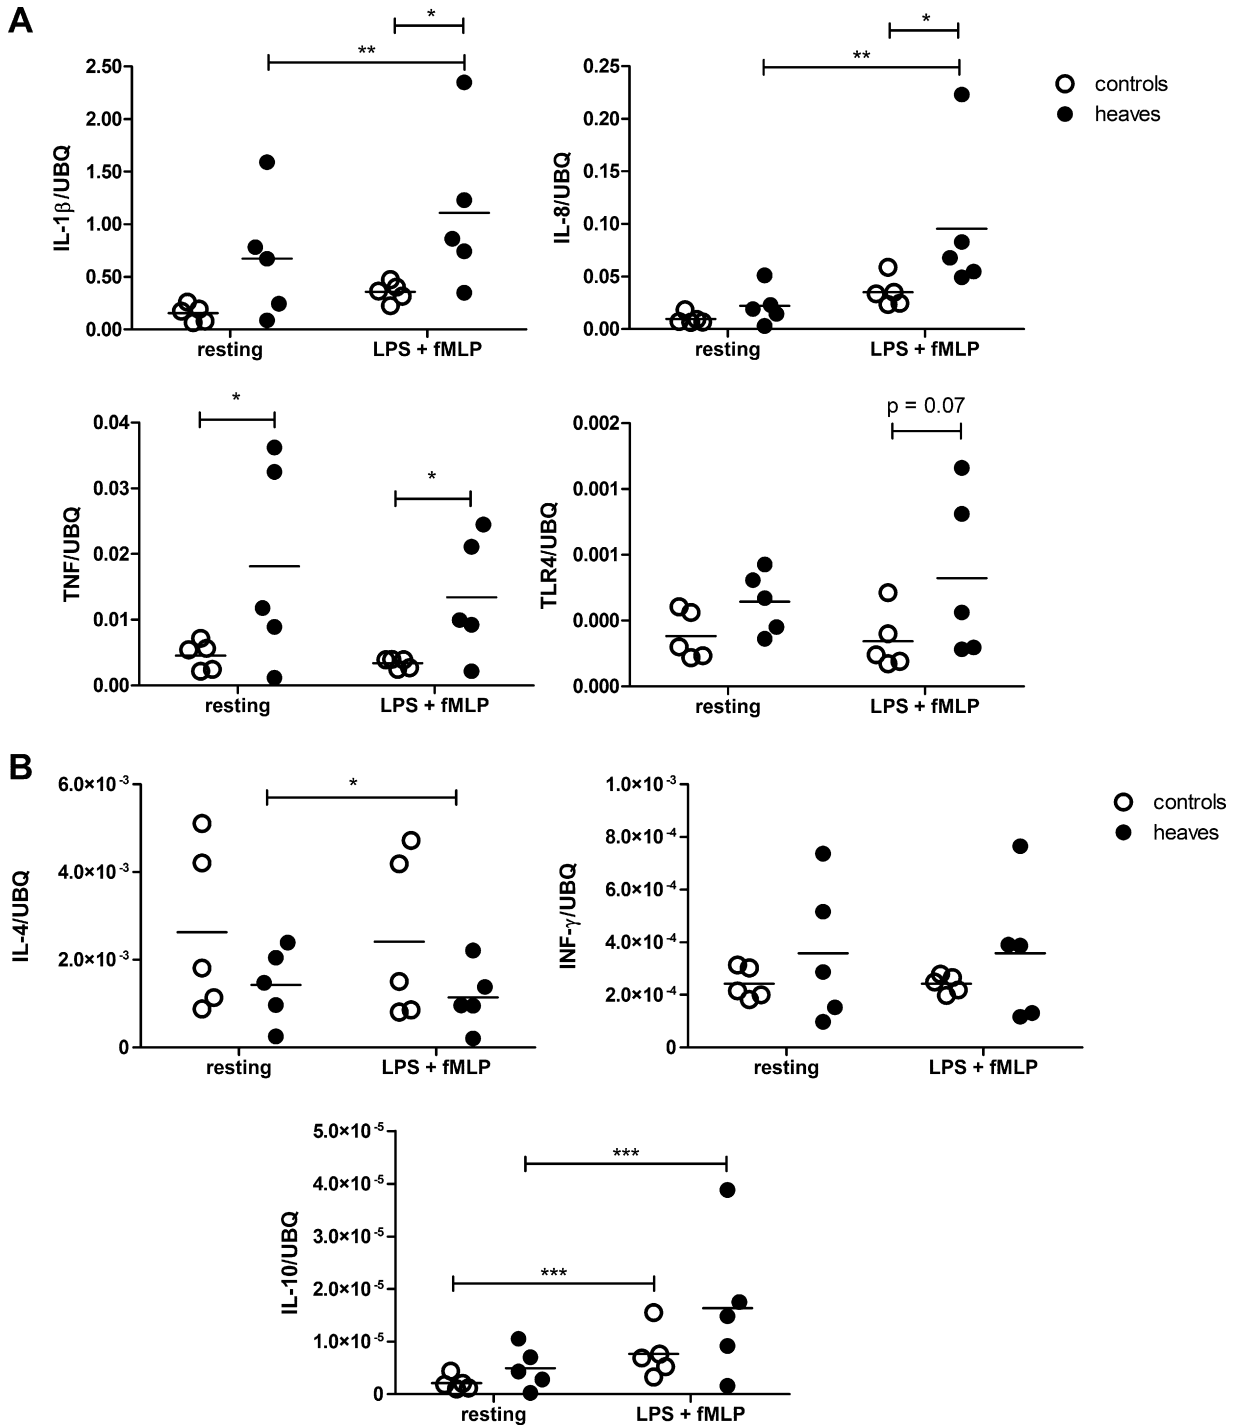 A
*
**
2.50
2.00
1.50
1.00
0.50
0.00
IL-1β/UBQ
resting
LPS + fMLP
*
**
0.25
0.20
0.15
0.10
0.05
0.00
IL-8/UBQ
resting
LPS + fMLP
controls
heaves
*
*
0.04
0.03
0.02
0.01
0.00
TNF/UBQ
resting
LPS + fMLP
p = 0.07
0.002
0.001
0.001
0.000
0.000
TLR4/UBQ
resting
LPS + fMLP
B
*
6.0×10⁻³
4.0×10⁻³
2.0×10⁻³
0
IL-4/UBQ
resting
LPS + fMLP
1.0×10⁻³
8.0×10⁻⁴
6.0×10⁻⁴
4.0×10⁻⁴
2.0×10⁻⁴
0
INF-γ/UBQ
resting
LPS + fMLP
controls
heaves
***
***
5.0×10⁻⁵
4.0×10⁻⁵
3.0×10⁻⁵
2.0×10⁻⁵
1.0×10⁻⁵
0
IL-10/UBQ
resting
LPS + fMLP